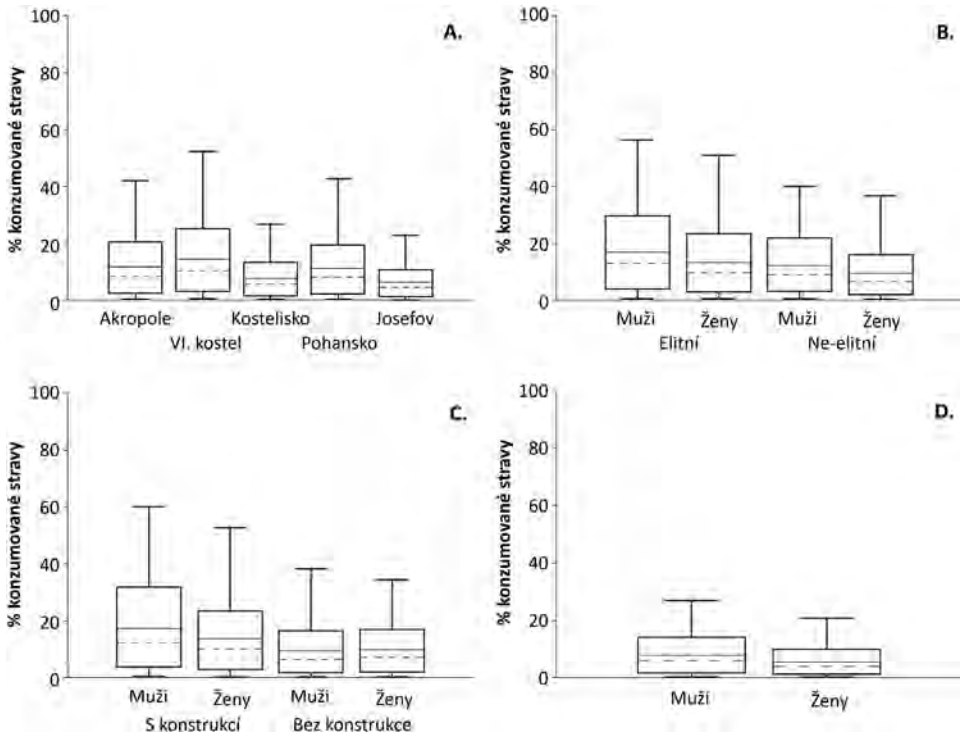 A.
% konzumované stravy
100
80
60
40
20
0
Akropole Kostelisko Josefov
VI. kostel Pohansko
B.
% konzumované stravy
100
80
60
40
20
0
Muži Ženy Muži Ženy
Elitní Ne-elitní
C.
% konzumované stravy
100
80
60
40
20
0
Muži Ženy Muži Ženy
S konstrukcí Bez konstrukce
D.
% konzumované stravy
100
80
60
40
20
0
Muži Ženy